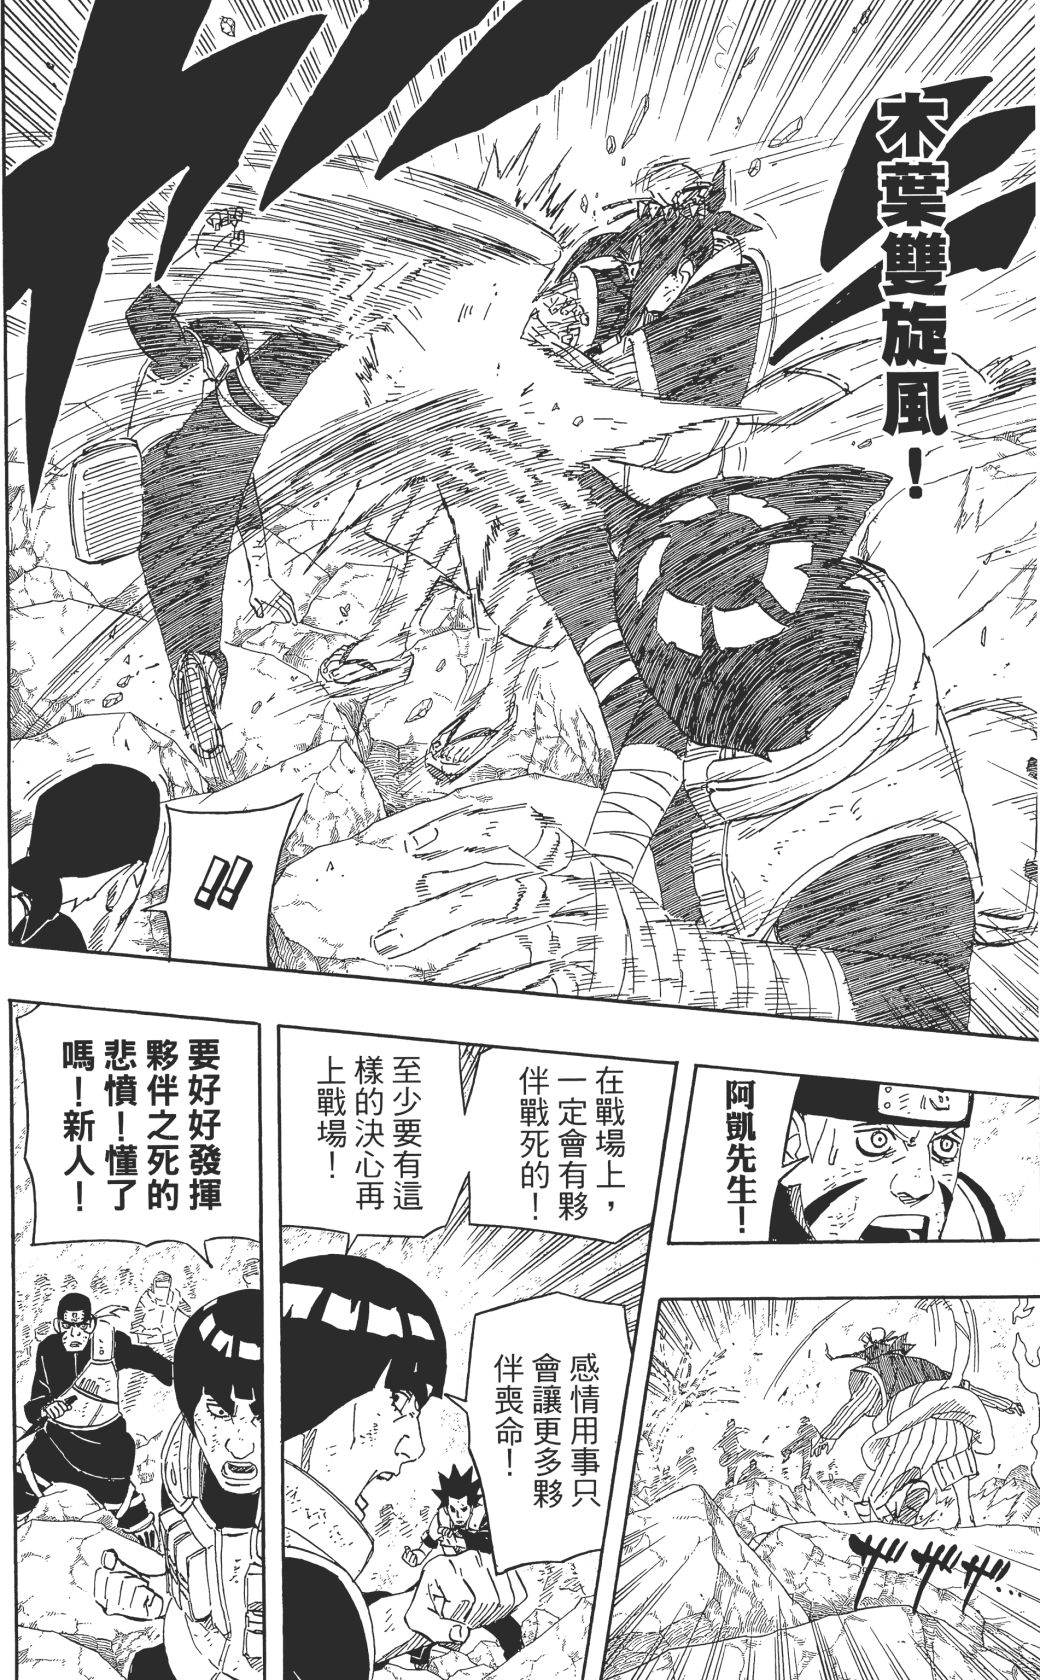 木葉雙旋風！
!!
阿凱先生！
ザザザ…
感情用事只
會讓更多夥
伴喪命！
在戰場上，
一定會有夥
伴戰死的！
至少要有這
樣的決心再
上戰場！
要好好發揮
夥伴之死的
悲憤！懂了
嗎！新人！